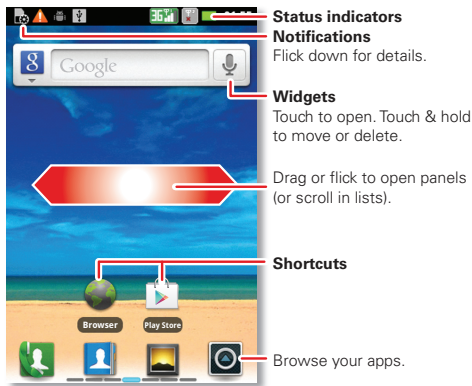 Status indicators
Notifications
Flick down for details.
8 Google
Widgets
Touch to open. Touch & hold
to move or delete.
Drag or flick to open panels
(or scroll in lists).
Shortcuts
Browser
Play Store
Browse your apps.